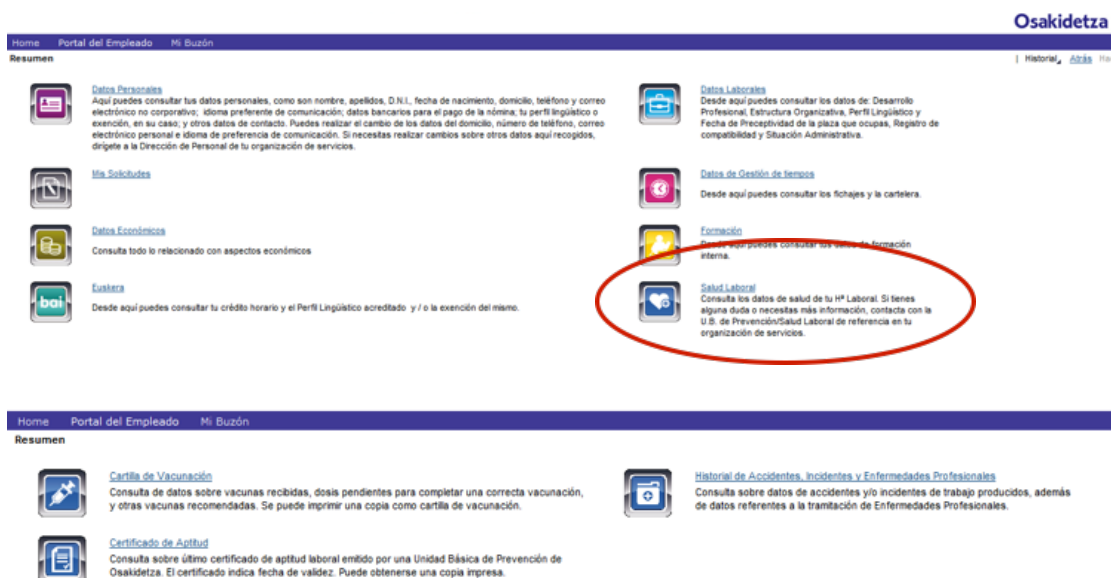 Osakidetza
Home Portal del Empleado Mi Buzón
Resumen
| Historial Atrás
Datos Personales
Aquí puedes consultar tus datos personales, como son nombre, apellidos, D.N.I., fecha de nacimiento, domicilio, teléfono y correo
electrónico no corporativo; idioma preferente de comunicación; datos bancarios para el pago de la nómina; tu perfil lingüístico o
exención, en su caso; y otros datos de contacto. Puedes realizar el cambio de los datos del domicilio, número de teléfono, correo
electrónico personal e idioma de preferencia de comunicación. Si necesitas realizar cambios sobre otros datos aquí recogidos,
dirígete a la Dirección de Personal de tu organización de servicios.
Datos Laborales
Desde aquí puedes consultar los datos de: Desarrollo
Profesional, Estructura Organizativa, Perfil Lingüístico y
Fecha de Preceptividad de la plaza que ocupas, Registro de
compatibilidad y Situación Administrativa.
Mis Solicitudes
Datos de Gestión de tiempos
Desde aquí puedes consultar los fichajes y la cartelera.
Datos Económicos
Consulta todo lo relacionado con aspectos económicos
Formación
Desde aquí puedes consultar tus datos de formación
interna.
bai
Euskera
Desde aquí puedes consultar tu crédito horario y el Perfil Lingüístico acreditado y / o la exención del mismo.
Salud Laboral
Consulta los datos de salud de tu Hª Laboral. Si tienes
alguna duda o necesitas más información, contacta con la
U.B. de Prevención/Salud Laboral de referencia en tu
organización de servicios.
Home Portal del Empleado Mi Buzón
Resumen
Cartilla de Vacunación
Consulta de datos sobre vacunas recibidas, dosis pendientes para completar una correcta vacunación,
y otras vacunas recomendadas. Se puede imprimir una copia como cartilla de vacunación.
Historial de Accidentes, Incidentes y Enfermedades Profesionales
Consulta sobre datos de accidentes y/o incidentes de trabajo producidos, además
de datos referentes a la tramitación de Enfermedades Profesionales.
Certificado de Aptitud
Consulta sobre último certificado de aptitud laboral emitido por una Unidad Básica de Prevención de
Osakidetza. El certificado indica fecha de validez. Puede obtenerse una copia impresa.